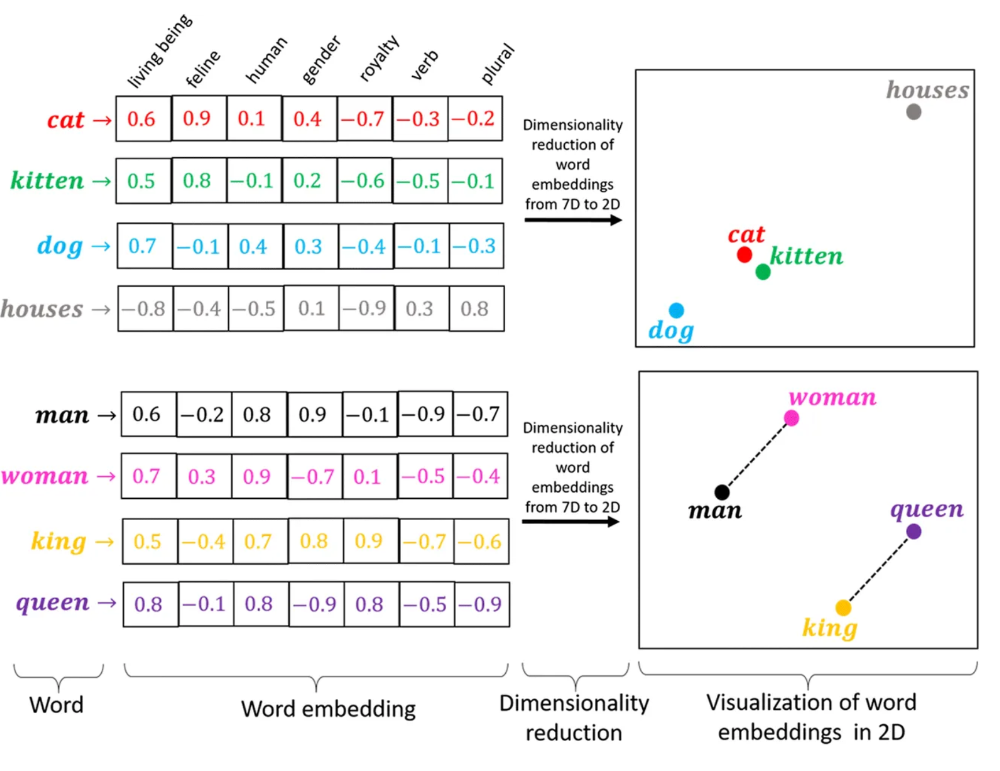 living being feline human gender royalty verb plural
cat → 0.6 0.9 0.1 0.4 −0.7 −0.3 −0.2
kitten → 0.5 0.8 −0.1 0.2 −0.6 −0.5 −0.1
dog → 0.7 −0.1 0.4 0.3 −0.4 −0.1 −0.3
houses → −0.8 −0.4 −0.5 0.1 −0.9 0.3 0.8
Dimensionality
reduction of
word
embeddings
from 7D to 2D
houses
cat
kitten
dog
man → 0.6 −0.2 0.8 0.9 −0.1 −0.9 −0.7
woman → 0.7 0.3 0.9 −0.7 0.1 −0.5 −0.4
king → 0.5 −0.4 0.7 0.8 0.9 −0.7 −0.6
queen → 0.8 −0.1 0.8 −0.9 0.8 −0.5 −0.9
Dimensionality
reduction of
word
embeddings
from 7D to 2D
woman
man
queen
king
Word
Word embedding
Dimensionality
reduction
Visualization of word
embeddings in 2D